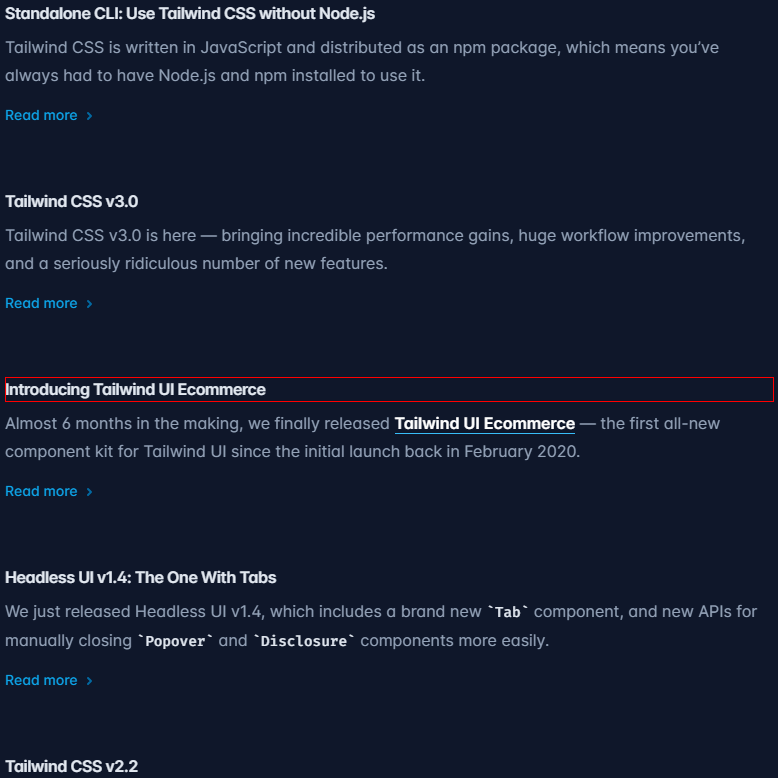 Standalone CLI: Use Tailwind CSS without Node.js
Tailwind CSS is written in JavaScript and distributed as an npm package, which means you’ve
always had to have Node.js and npm installed to use it.
Read more
Tailwind CSS v3.0
Tailwind CSS v3.0 is here — bringing incredible performance gains, huge workflow improvements,
and a seriously ridiculous number of new features.
Read more
Introducing Tailwind UI Ecommerce
Almost 6 months in the making, we finally released Tailwind UI Ecommerce — the first all-new
component kit for Tailwind UI since the initial launch back in February 2020.
Read more
Headless UI v1.4: The One With Tabs
We just released Headless UI v1.4, which includes a brand new `Tab` component, and new APIs for
manually closing `Popover` and `Disclosure` components more easily.
Read more
Tailwind CSS v2.2